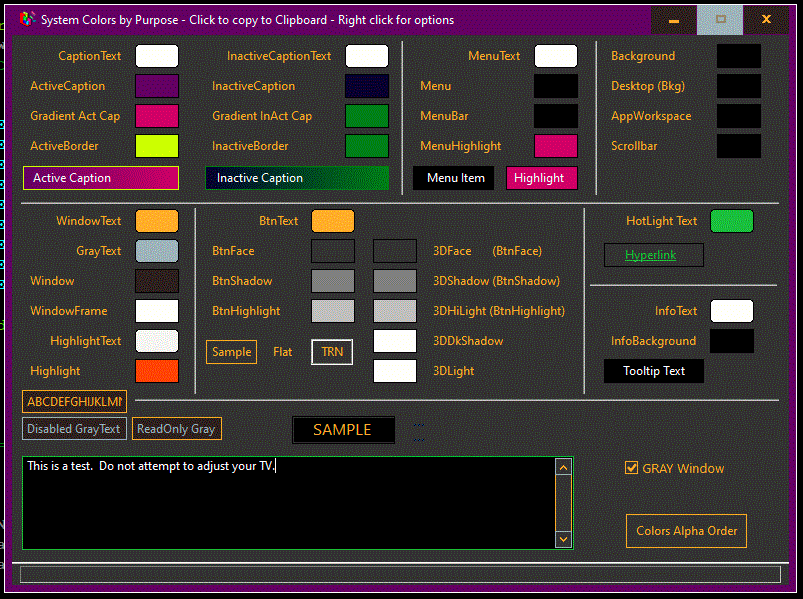 System Colors by Purpose - Click to copy to Clipboard - Right click for options
CaptionText
ActiveCaption
Gradient Act Cap
ActiveBorder
Active Caption
InactiveCaptionText
InactiveCaption
Gradient InAct Cap
InactiveBorder
Inactive Caption
MenuText
Menu
MenuBar
MenuHighlight
Menu Item
Highlight
Background
Desktop (Bkg)
AppWorkspace
Scrollbar
WindowText
GrayText
Window
WindowFrame
HighlightText
Highlight
BtnText
BtnFace
BtnShadow
BtnHighlight
3DFace (BtnFace)
3DShadow (BtnShadow)
3DHiLight (BtnHighlight)
3DDkShadow
3DLight
Sample
Flat
TRN
HotLight Text
Hyperlink
InfoText
InfoBackground
Tooltip Text
ABCDEFGHIJKLM
Disabled GrayText
ReadOnly Gray
SAMPLE
This is a test. Do not attempt to adjust your TV.
GRAY Window
Colors Alpha Order